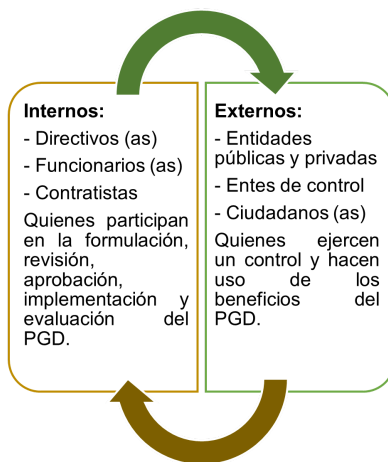 Internos:
- Directivos (as)
- Funcionarios (as)
- Contratistas
Quienes participan
en la formulación,
revisión,
aprobación,
implementación y
evaluación del
PGD.
Externos:
- Entidades
públicas y privadas
- Entes de control
- Ciudadanos (as)
Quienes ejercen
un control y hacen
uso de los
beneficios del
PGD.